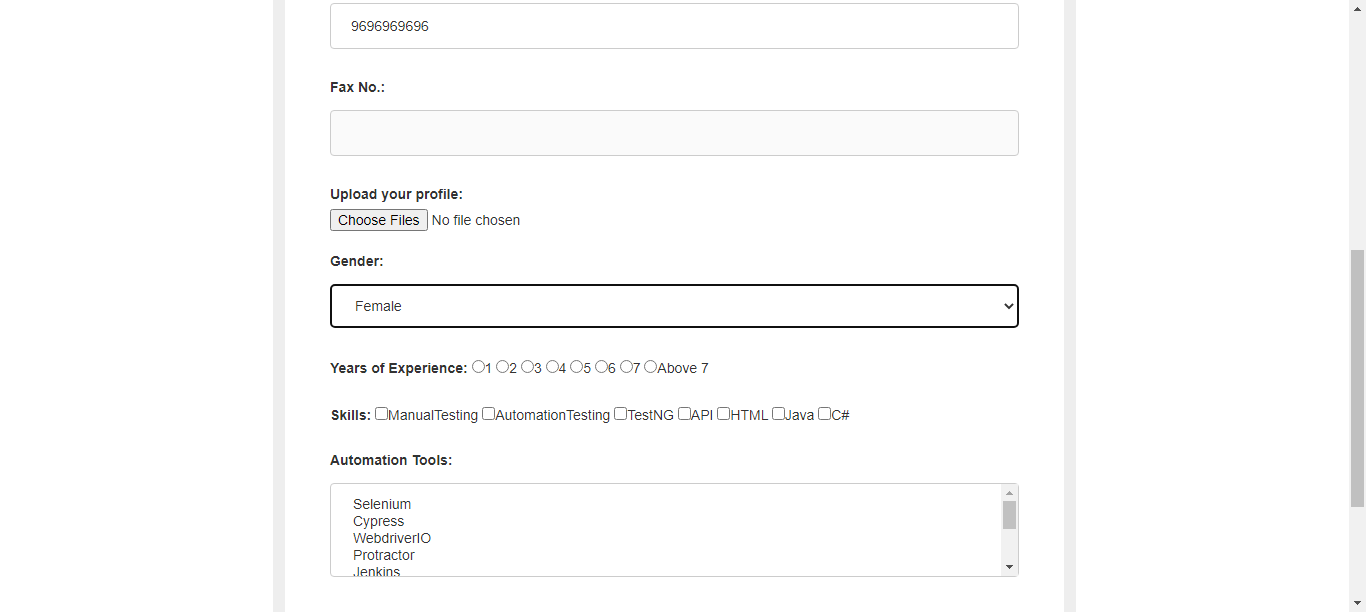 9696969696
Fax No.:
Upload your profile:
Choose Files No file chosen
Gender:
Female
Years of Experience: 1 2 3 4 5 6 7 Above 7
Skills: ManualTesting AutomationTesting TestNG API HTML Java C#
Automation Tools:
Selenium
Cypress
WebdriverIO
Protractor
Jenkins